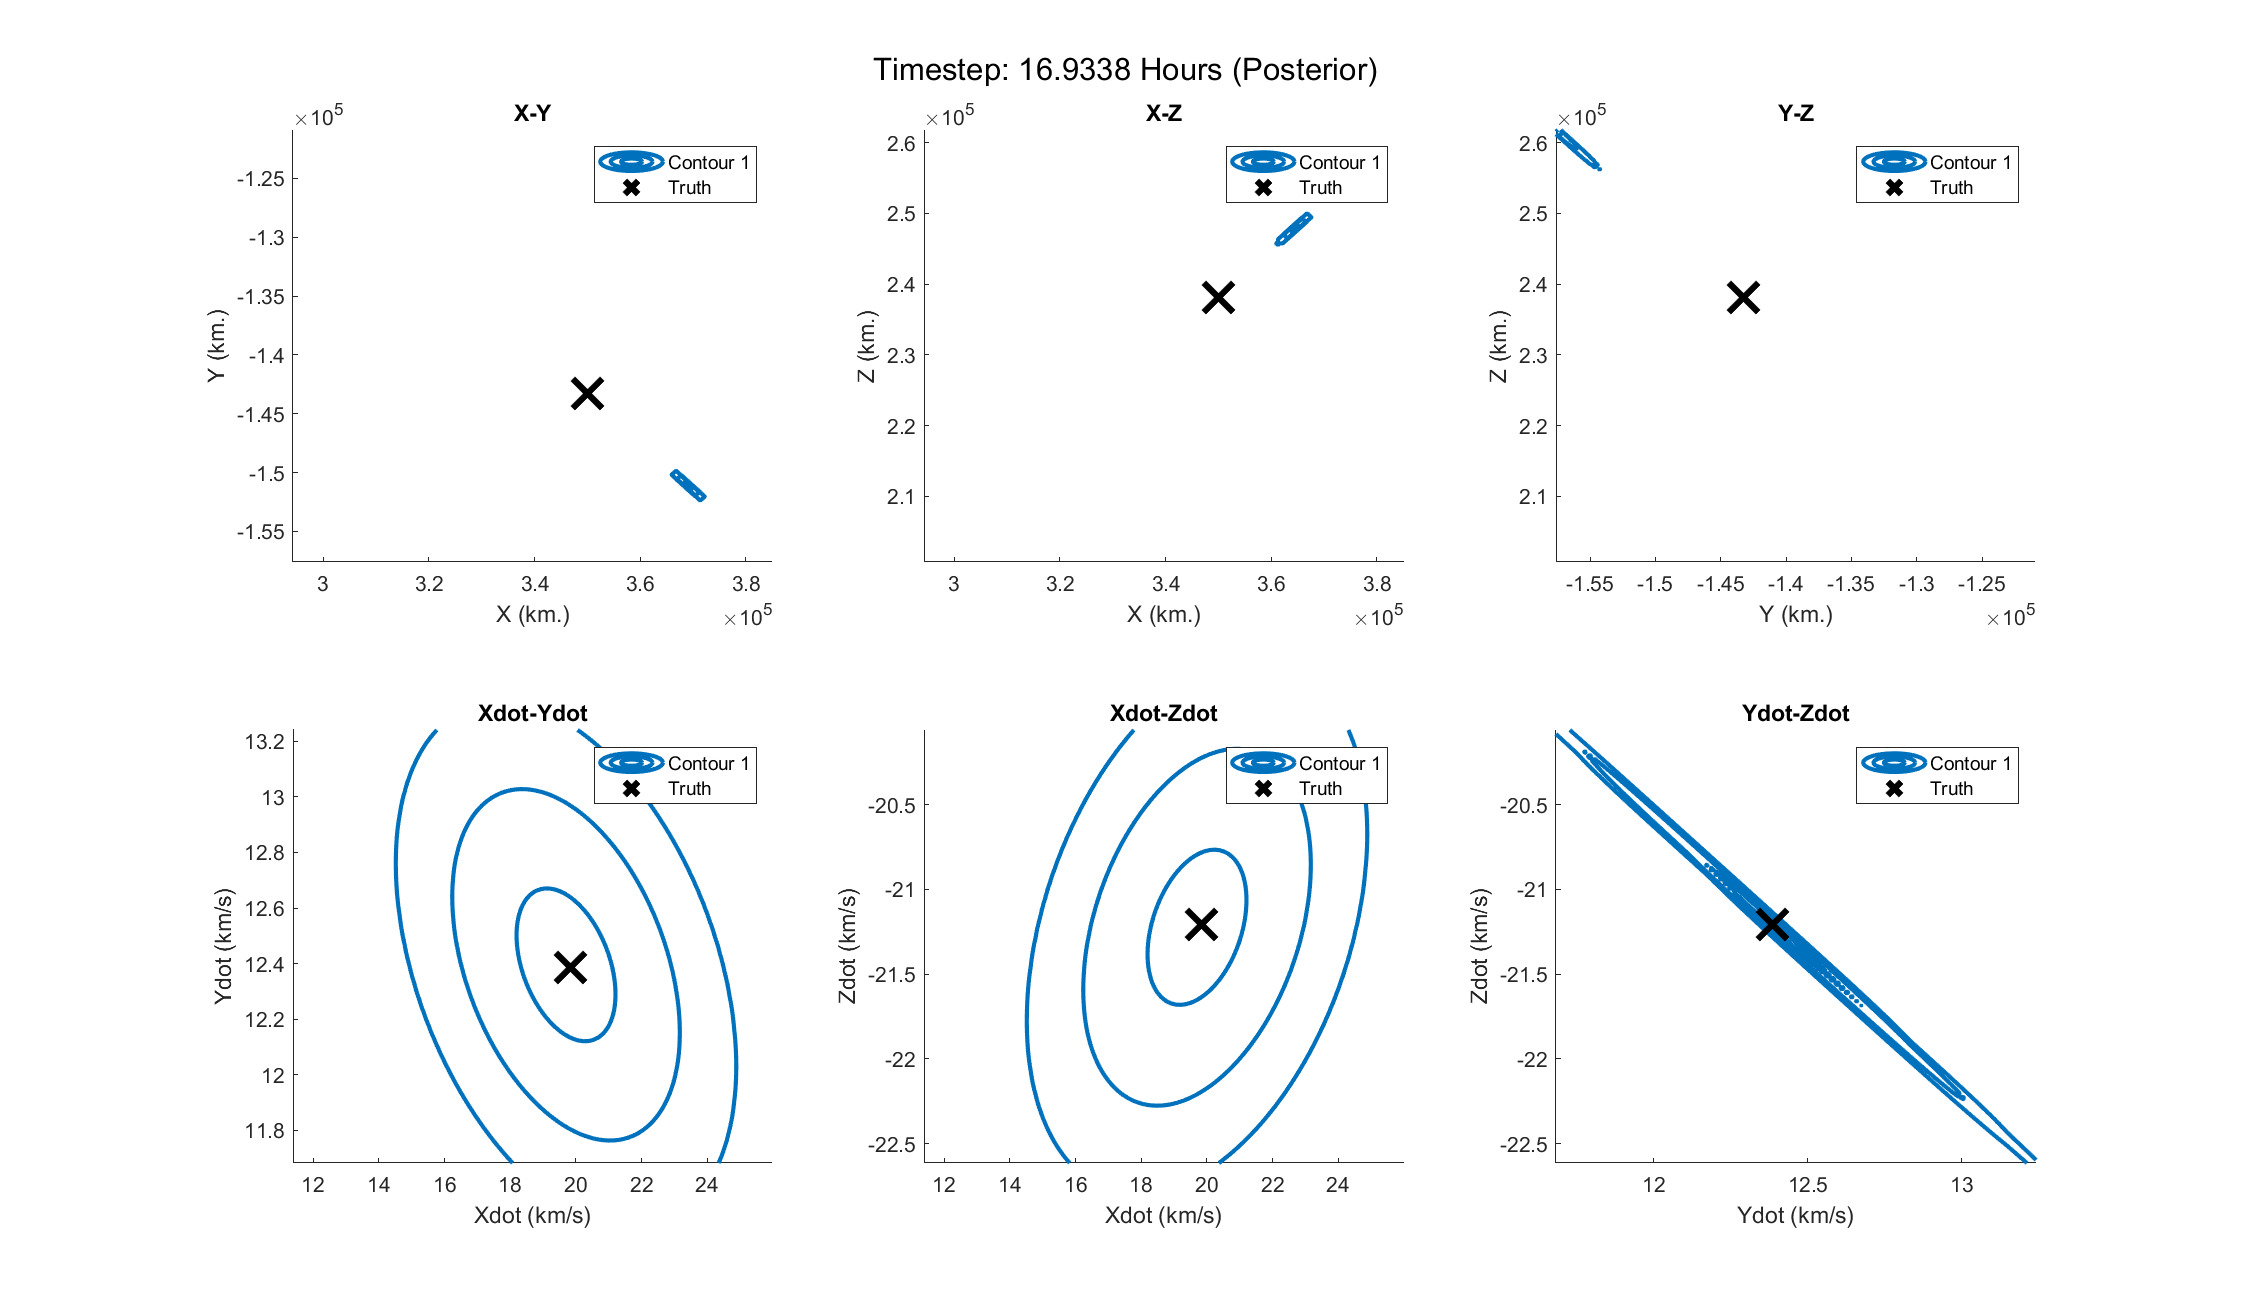 Timestep: 16.9338 Hours (Posterior)
X-Y
×10^5
-1.25
-1.3
-1.35
-1.4
-1.45
-1.5
-1.55
Y (km.)
3 3.2 3.4 3.6 3.8
X (km.)
×10^5
Contour 1
Truth
X-Z
×10^5
2.6
2.5
2.4
2.3
2.2
2.1
Z (km.)
3 3.2 3.4 3.6 3.8
X (km.)
×10^5
Contour 1
Truth
Y-Z
×10^5
2.6
2.5
2.4
2.3
2.2
2.1
Z (km.)
-1.55 -1.5 -1.45 -1.4 -1.35 -1.3 -1.25
Y (km.)
×10^5
Contour 1
Truth
Xdot-Ydot
13.2
13
12.8
12.6
12.4
12.2
12
11.8
Ydot (km/s)
12 14 16 18 20 22 24
Xdot (km/s)
Contour 1
Truth
Xdot-Zdot
-20.5
-21
-21.5
-22
-22.5
Zdot (km/s)
12 14 16 18 20 22 24
Xdot (km/s)
Contour 1
Truth
Ydot-Zdot
-20.5
-21
-21.5
-22
-22.5
Zdot (km/s)
12 12.5 13
Ydot (km/s)
Contour 1
Truth